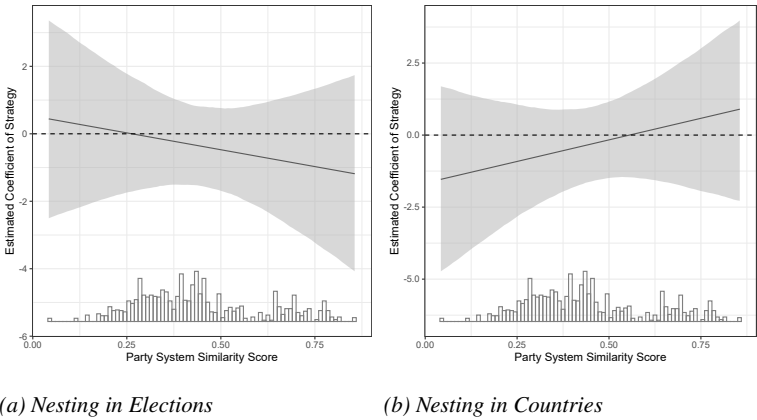 Estimated Coefficient of Strategy
2
0
-2
-4
-6
0.00
0.25
0.50
0.75
Party System Similarity Score
(a) Nesting in Elections
Estimated Coefficient of Strategy
2.5
0.0
-2.5
-5.0
0.00
0.25
0.50
0.75
Party System Similarity Score
(b) Nesting in Countries